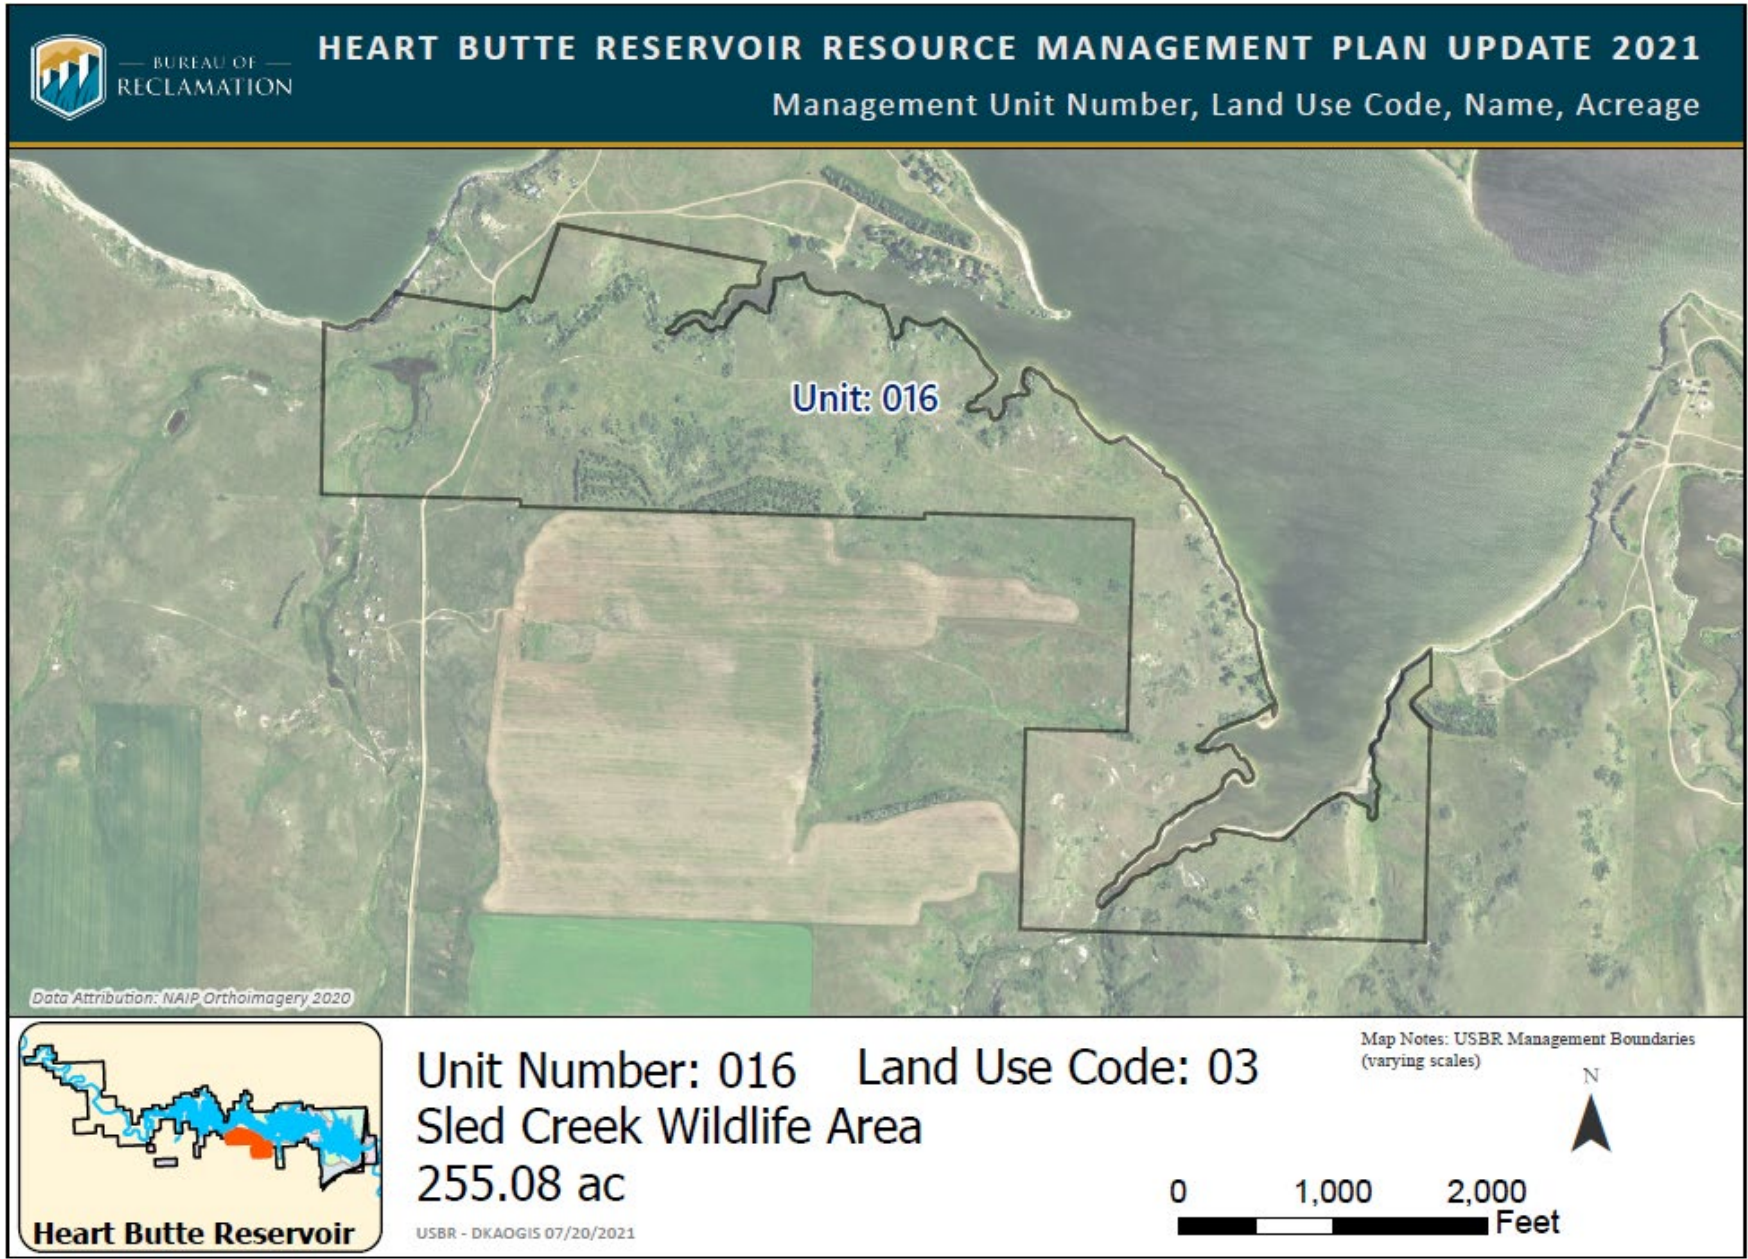 BUREAU OF
RECLAMATION
HEART BUTTE RESERVOIR RESOURCE MANAGEMENT PLAN UPDATE 2021
Management Unit Number, Land Use Code, Name, Acreage
Unit: 016
Data Attribution: NAIP Orthoimagery 2020
Heart Butte Reservoir
Unit Number: 016 Land Use Code: 03
Sled Creek Wildlife Area
255.08 ac
USBR - DKAOGIS 07/20/2021
Map Notes: USBR Management Boundaries
(varying scales)
N
0 1,000 2,000
Feet